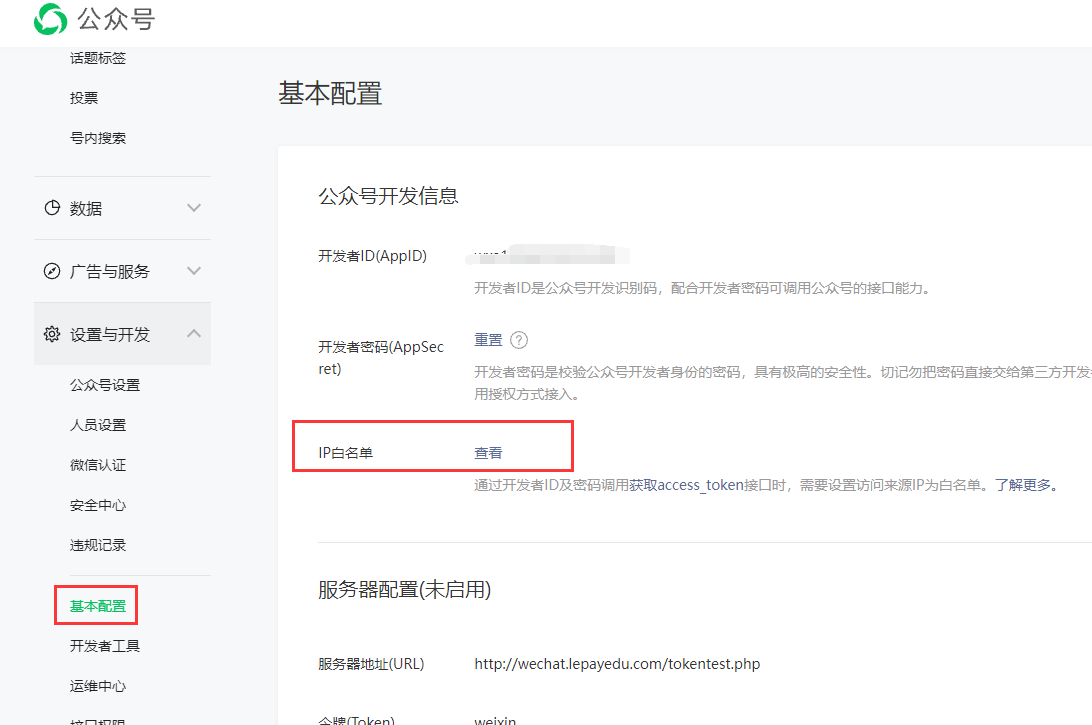 公众号
话题标签
投票
号内搜索
数据
广告与服务
设置与开发
公众号设置
人员设置
微信认证
安全中心
违规记录
基本配置
开发者工具
运维中心
接口权限
基本配置
公众号开发信息
开发者ID(AppID)
开发者ID是公众号开发识别码，配合开发者密码可调用公众号的接口能力。
开发者密码(AppSec
ret)
重置 ?
开发者密码是校验公众号开发者身份的密码，具有极高的安全性。切记勿把密码直接交给第三方开发
用授权方式接入。
IP白名单 查看
通过开发者ID及密码调用获取access_token接口时，需要设置访问来源IP为白名单。了解更多。
服务器配置(未启用)
服务器地址(URL) http://wechat.lepayedu.com/tokentest.php
令牌(Token) weixin